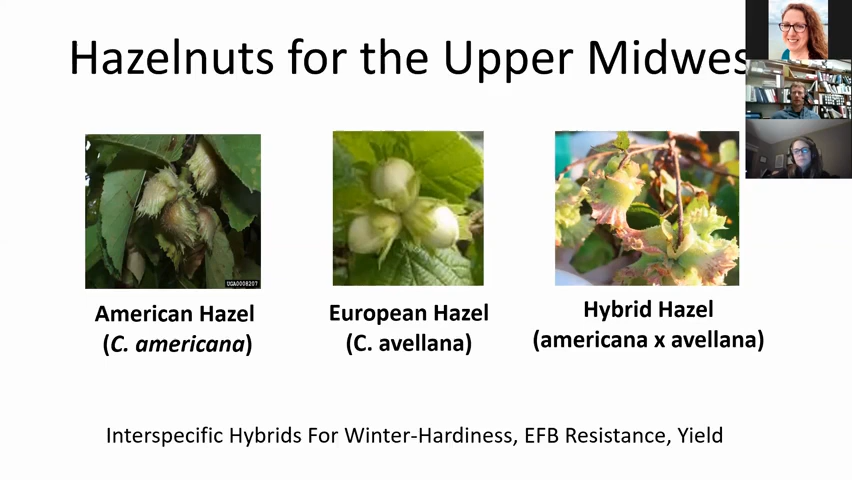 Hazelnuts for the Upper Midwes
UGA0008207
American Hazel
(C. americana)
European Hazel
(C. avellana)
Hybrid Hazel
(americana x avellana)
Interspecific Hybrids For Winter-Hardiness, EFB Resistance, Yield